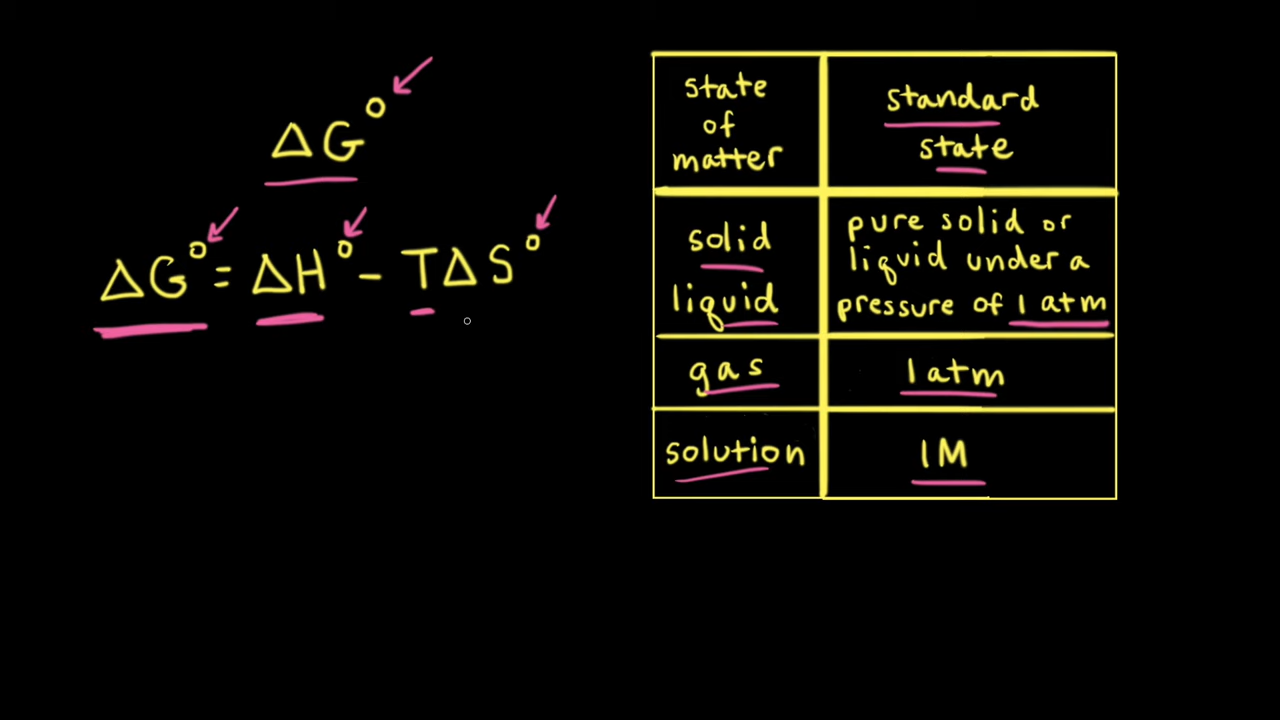 ΔG°
ΔG° = ΔH° - TΔS°
state
of
matter
standard
state
solid
liquid
pure solid or
liquid under a
pressure of 1 atm
gas
1 atm
solution
1M